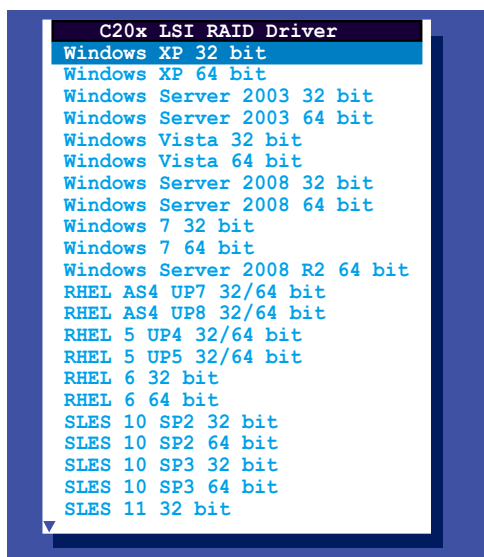 C20x LSI RAID Driver
Windows XP 32 bit
Windows XP 64 bit
Windows Server 2003 32 bit
Windows Server 2003 64 bit
Windows Vista 32 bit
Windows Vista 64 bit
Windows Server 2008 32 bit
Windows Server 2008 64 bit
Windows 7 32 bit
Windows 7 64 bit
Windows Server 2008 R2 64 bit
RHEL AS4 UP7 32/64 bit
RHEL AS4 UP8 32/64 bit
RHEL 5 UP4 32/64 bit
RHEL 5 UP5 32/64 bit
RHEL 6 32 bit
RHEL 6 64 bit
SLES 10 SP2 32 bit
SLES 10 SP2 64 bit
SLES 10 SP3 32 bit
SLES 10 SP3 64 bit
SLES 11 32 bit